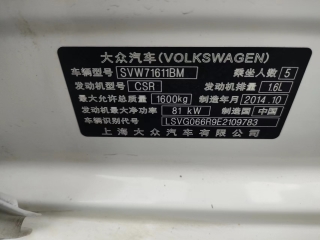 大众汽车(VOLKSWAGEN)
车辆型号 SVW71611BM 乘坐人数 5
发动机型号 CSR 发动机排量 1.6L
最大允许总质量 1600kg 制造年月 2014.10
发动机最大净功率 81 kW 制造国 中国
车辆识别代号 LSVG066R9E2109783
上海大众汽车有限公司